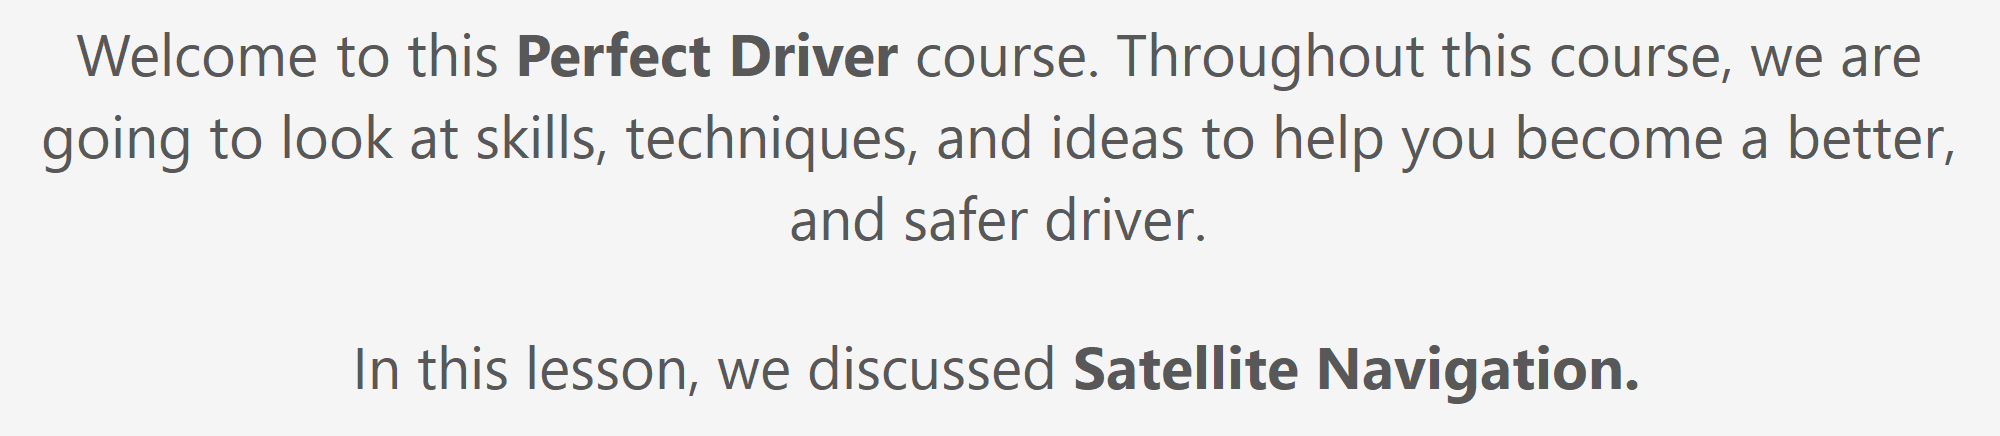 Welcome to this Perfect Driver course. Throughout this course, we are
going to look at skills, techniques, and ideas to help you become a better,
and safer driver.
In this lesson, we discussed Satellite Navigation.